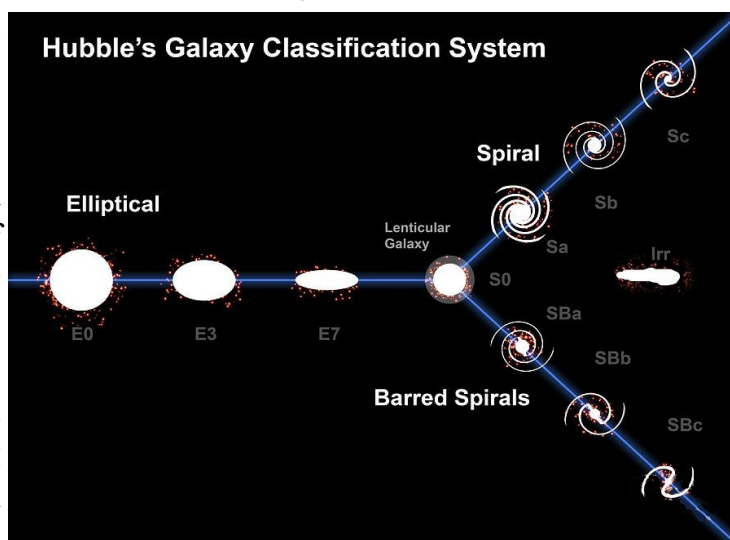 Hubble's Galaxy Classification System
Spiral
Sc
Sb
Sa
Elliptical
Lenticular
Galaxy
Irr
S0
E0
E3
E7
SBa
SBb
Barred Spirals
SBc